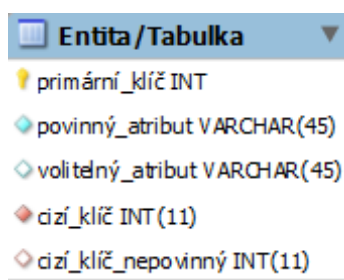 Entita/Tabulka
primární_klíč INT
povinný_atribut VARCHAR(45)
volitelný_atribut VARCHAR(45)
cizí_klíč INT(11)
cizí_klíč_nepovinný INT(11)